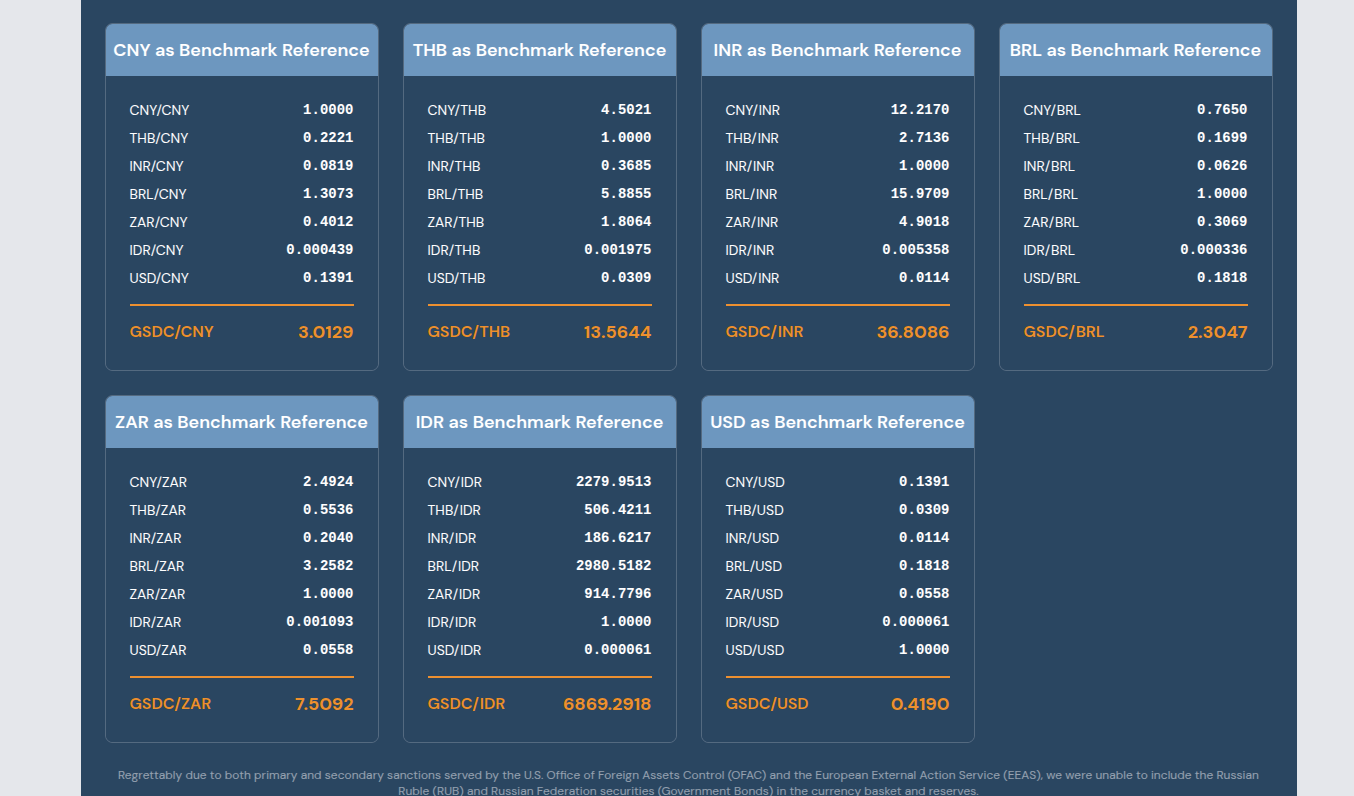 CNY as Benchmark Reference
CNY/CNY 1.0000
THB/CNY 0.2221
INR/CNY 0.0819
BRL/CNY 1.3073
ZAR/CNY 0.4012
IDR/CNY 0.000439
USD/CNY 0.1391
GSDC/CNY 3.0129
THB as Benchmark Reference
CNY/THB 4.5021
THB/THB 1.0000
INR/THB 0.3685
BRL/THB 5.8855
ZAR/THB 1.8064
IDR/THB 0.001975
USD/THB 0.0309
GSDC/THB 13.5644
INR as Benchmark Reference
CNY/INR 12.2170
THB/INR 2.7136
INR/INR 1.0000
BRL/INR 15.9709
ZAR/INR 4.9018
IDR/INR 0.005358
USD/INR 0.0114
GSDC/INR 36.8086
BRL as Benchmark Reference
CNY/BRL 0.7650
THB/BRL 0.1699
INR/BRL 0.0626
BRL/BRL 1.0000
ZAR/BRL 0.3069
IDR/BRL 0.000336
USD/BRL 0.1818
GSDC/BRL 2.3047
ZAR as Benchmark Reference
CNY/ZAR 2.4924
THB/ZAR 0.5536
INR/ZAR 0.2040
BRL/ZAR 3.2582
ZAR/ZAR 1.0000
IDR/ZAR 0.001093
USD/ZAR 0.0558
GSDC/ZAR 7.5092
IDR as Benchmark Reference
CNY/IDR 2279.9513
THB/IDR 506.4211
INR/IDR 186.6217
BRL/IDR 2980.5182
ZAR/IDR 914.7796
IDR/IDR 1.0000
USD/IDR 0.000061
GSDC/IDR 6869.2918
USD as Benchmark Reference
CNY/USD 0.1391
THB/USD 0.0309
INR/USD 0.0114
BRL/USD 0.1818
ZAR/USD 0.0558
IDR/USD 0.000061
USD/USD 1.0000
GSDC/USD 0.4190
Regrettably due to both primary and secondary sanctions served by the U.S. Office of Foreign Assets Control (OFAC) and the European External Action Service (EEAS), we were unable to include the Russian
Ruble (RUB) and Russian Federation securities (Government Bonds) in the currency basket and reserves.